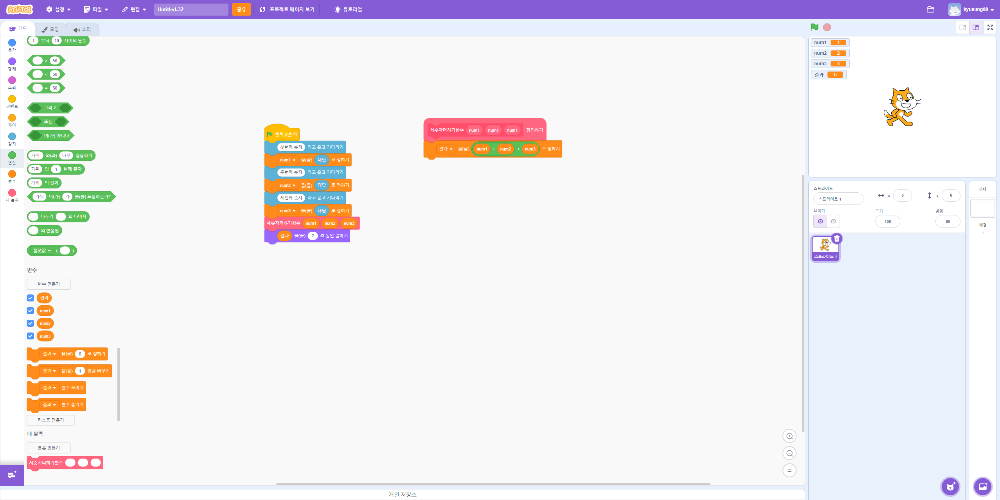 SCRATCH 설정 파일 편집 Untitled-32 공유 프로젝트 페이지 보기 튜토리얼 kyusung88
코드 모양 소리
동작
형태
소리
이벤트
제어
감지
연산
변수
내 블록
1 부터 10 사이의 난수
> 50
< 50
= 50
그리고
또는
이(가) 아니다
가위 와(과) 나무 결합하기
가위 의 1 번째 글자
가위 의 길이
가위 이(가) 가 을(를) 포함하는가?
나누기 의 나머지
의 반올림
절댓값 ( )
변수
변수 만들기
결과
num1
num2
num3
결과 을(를) 0 로 정하기
결과 을(를) 1 만큼 바꾸기
결과 변수 보이기
결과 변수 숨기기
리스트 만들기
내 블록
블록 만들기
세숫자더하기함수
클릭했을 때
첫번째 숫자 라고 묻고 기다리기
num1 을(를) 대답 로 정하기
두번째 숫자 라고 묻고 기다리기
num2 을(를) 대답 로 정하기
세번째 숫자 라고 묻고 기다리기
num3 을(를) 대답 로 정하기
세숫자더하기함수 num1 num2 num3
결과 을(를) 2 초 동안 말하기
세숫자더하기함수 num1 num1 num1 정의하기
결과 을(를) num1 + num2 + num3 로 정하기
개인 저장소
num1 1
num2 2
num3 3
결과 6
스프라이트
스프라이트 1 x 0 y 0
보이기 크기 방향
100 90
스프라이트 1
무대
배경
1